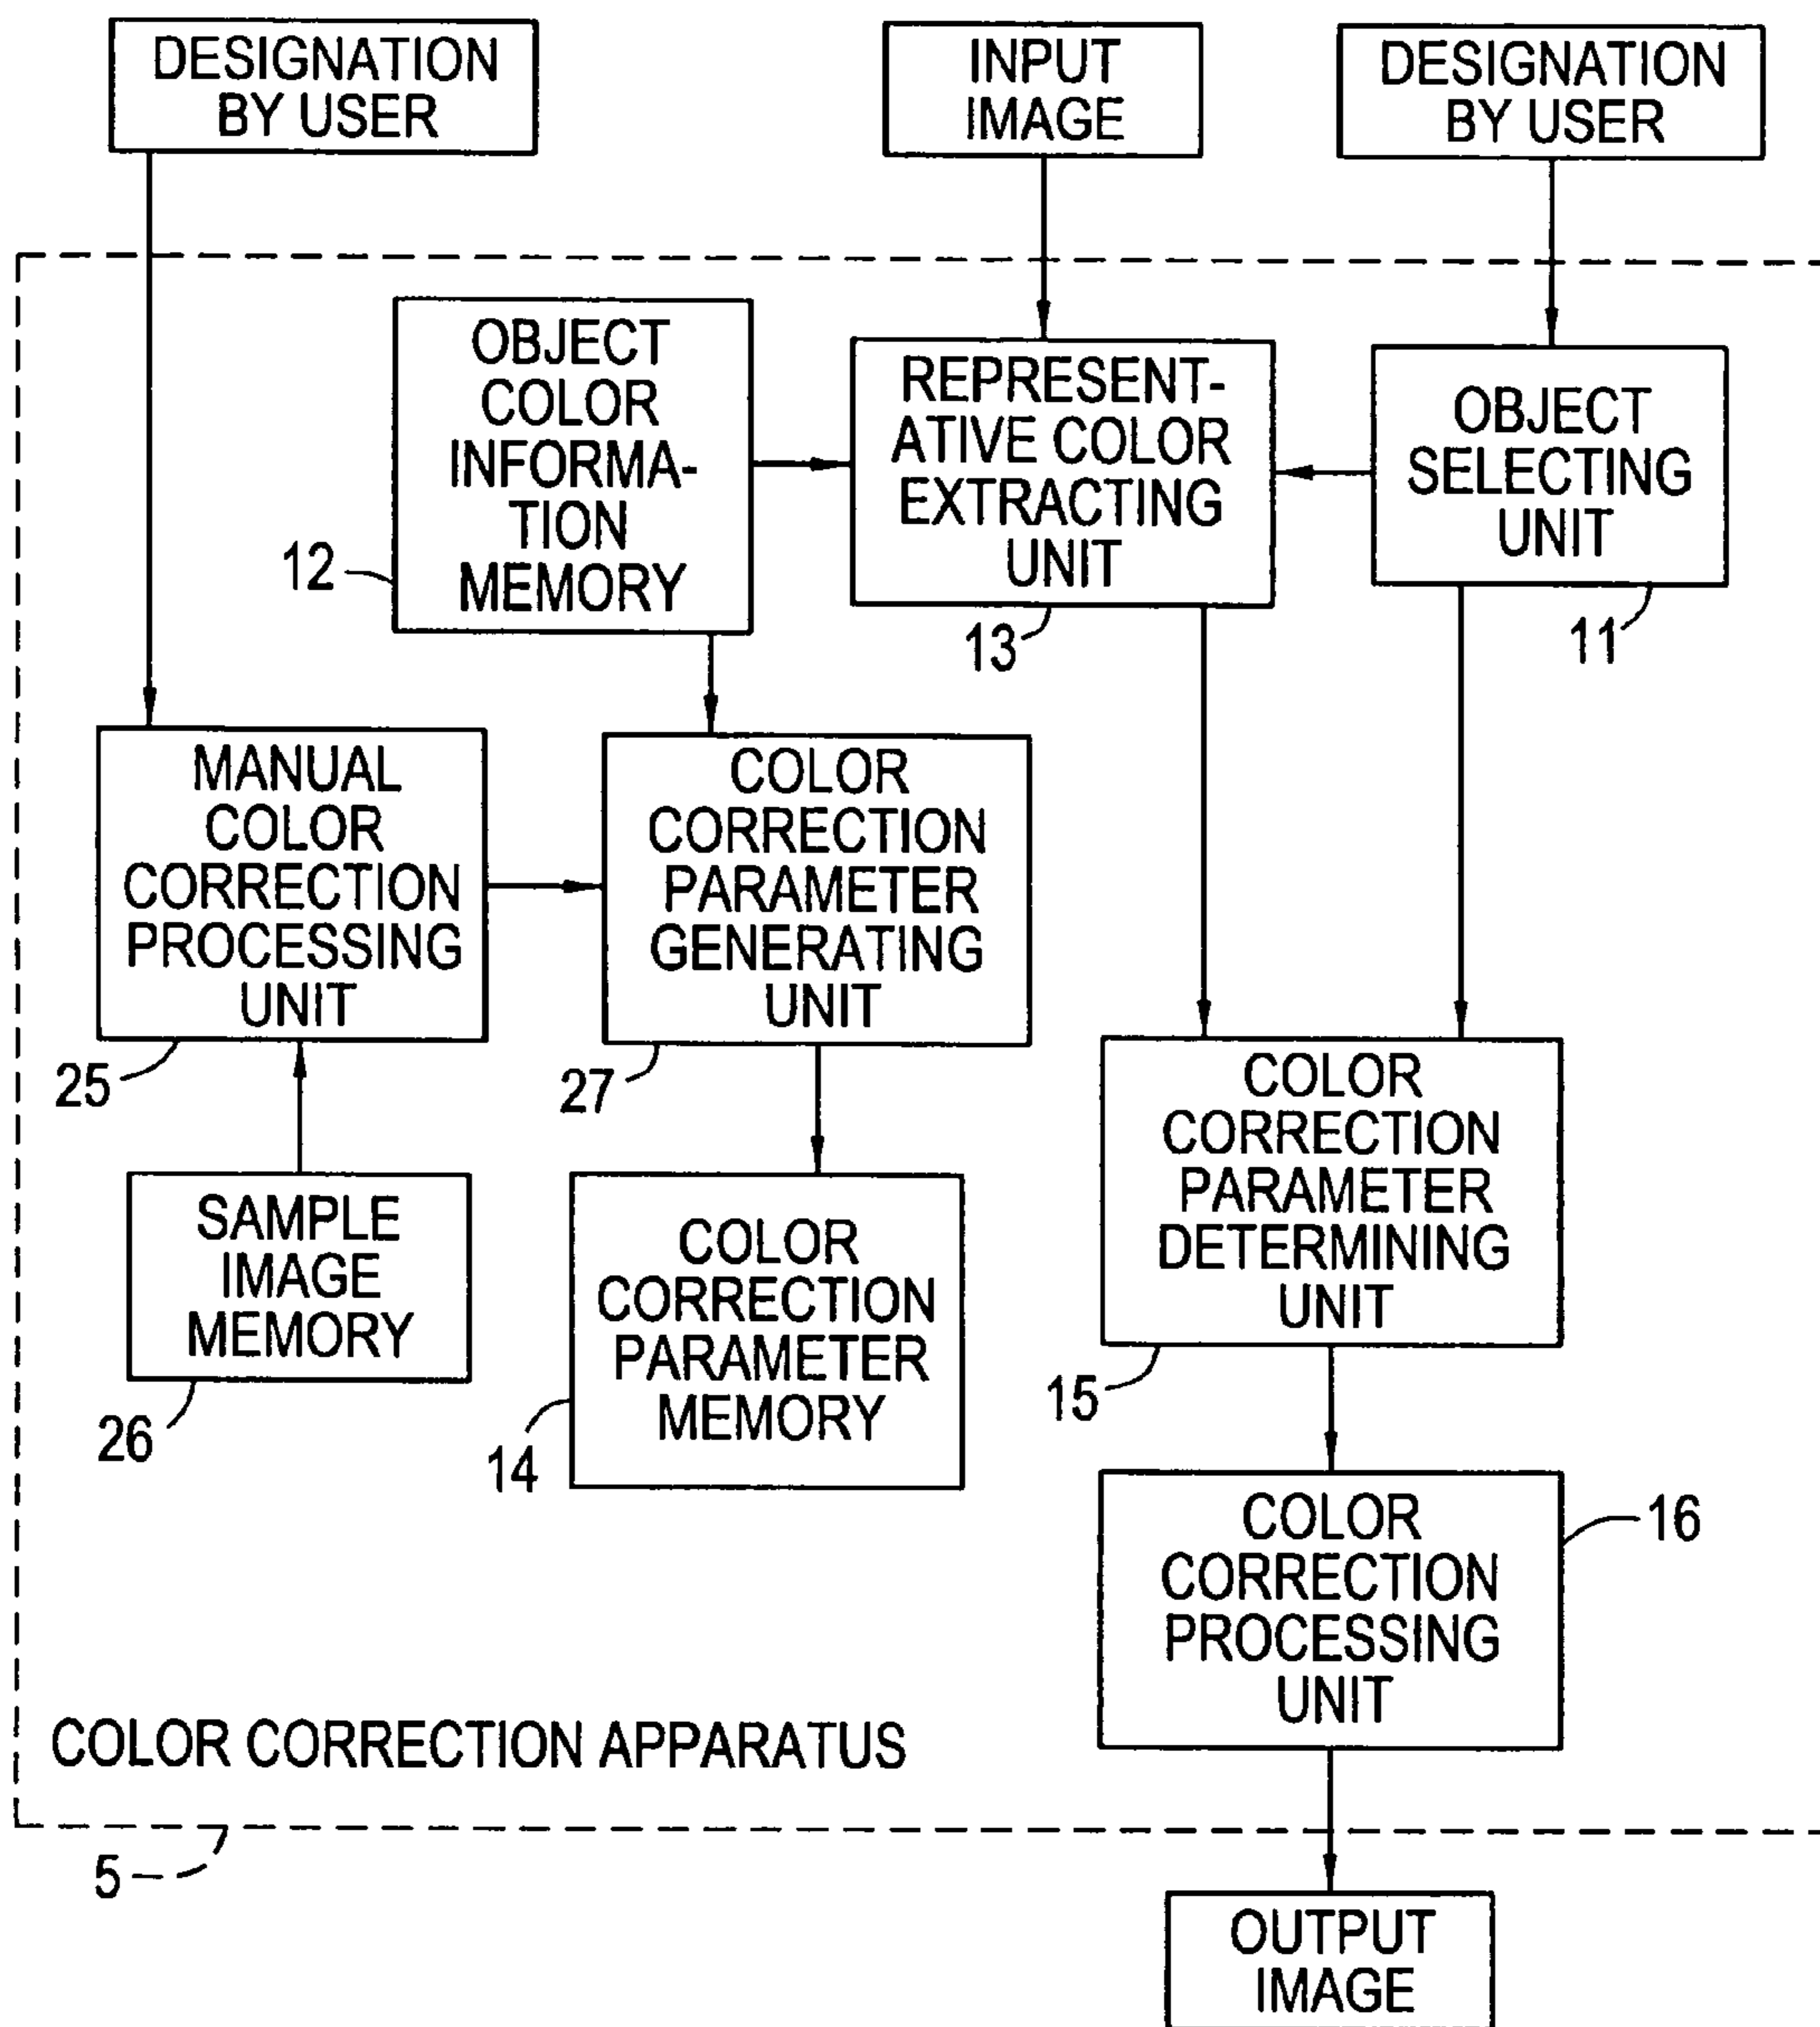 DESIGNATION
BY USER
INPUT
IMAGE
DESIGNATION
BY USER
OBJECT
COLOR
INFORMA-
TION
MEMORY
12
REPRESENT-
ATIVE COLOR
EXTRACTING
UNIT
13
OBJECT
SELECTING
UNIT
11
MANUAL
COLOR
CORRECTION
PROCESSING
UNIT
25
COLOR
CORRECTION
PARAMETER
GENERATING
UNIT
27
COLOR
CORRECTION
PARAMETER
DETERMINING
UNIT
15
SAMPLE
IMAGE
MEMORY
26
COLOR
CORRECTION
PARAMETER
MEMORY
14
COLOR
CORRECTION
PROCESSING
UNIT
16
COLOR CORRECTION APPARATUS
5
OUTPUT
IMAGE